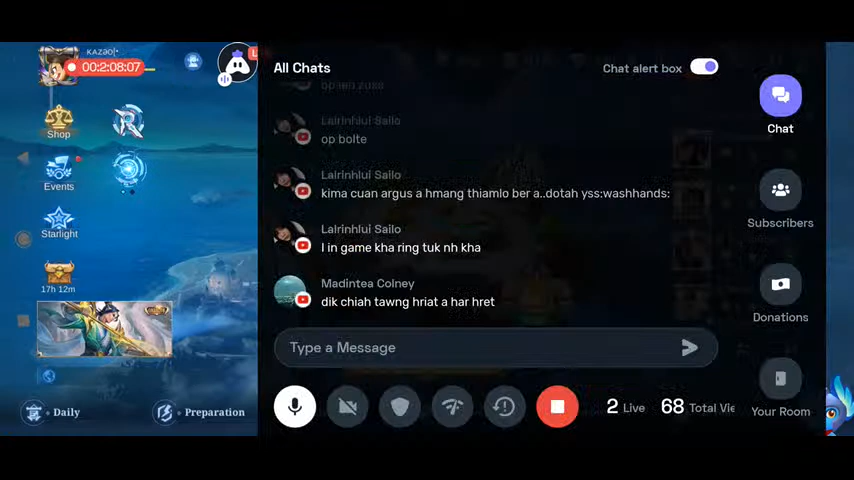 ᴋᴀᴢᴇᴏ|•
00:2:08:07
Shop
Events
Starlight
17h 12m
Daily
Preparation
All Chats
Chat alert box
Lalrinhlui Sailo
op bolte
Lalrinhlui Sailo
kima cuan argus a hmang thiamlo ber a..dotah yss:washhands:
Lalrinhlui Sailo
I in game kha ring tuk nh kha
Madintea Colney
dik chiah tawng hriat a har hret
Type a Message
2 Live
68 Total Vie
Chat
Subscribers
Donations
Your Room